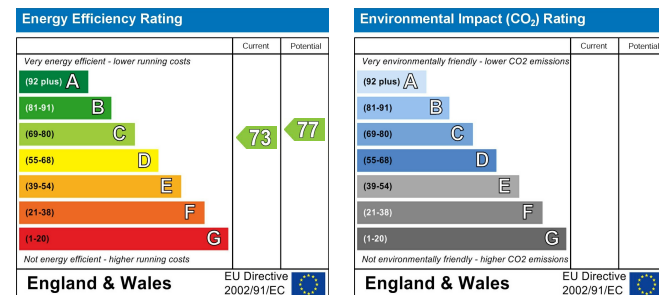 Energy Efficiency Rating
Current Potential
Very energy efficient - lower running costs
(92 plus) A
(81-91) B
(69-80) C
73 77
(55-68) D
(39-54) E
(21-38) F
(1-20) G
Not energy efficient - higher running costs
England & Wales
EU Directive
2002/91/EC
Environmental Impact (CO₂) Rating
Current Potential
Very environmentally friendly - lower CO2 emissions
(92 plus) A
(81-91) B
(69-80) C
(55-68) D
(39-54) E
(21-38) F
(1-20) G
Not environmentally friendly - higher CO2 emissions
England & Wales
EU Directive
2002/91/EC